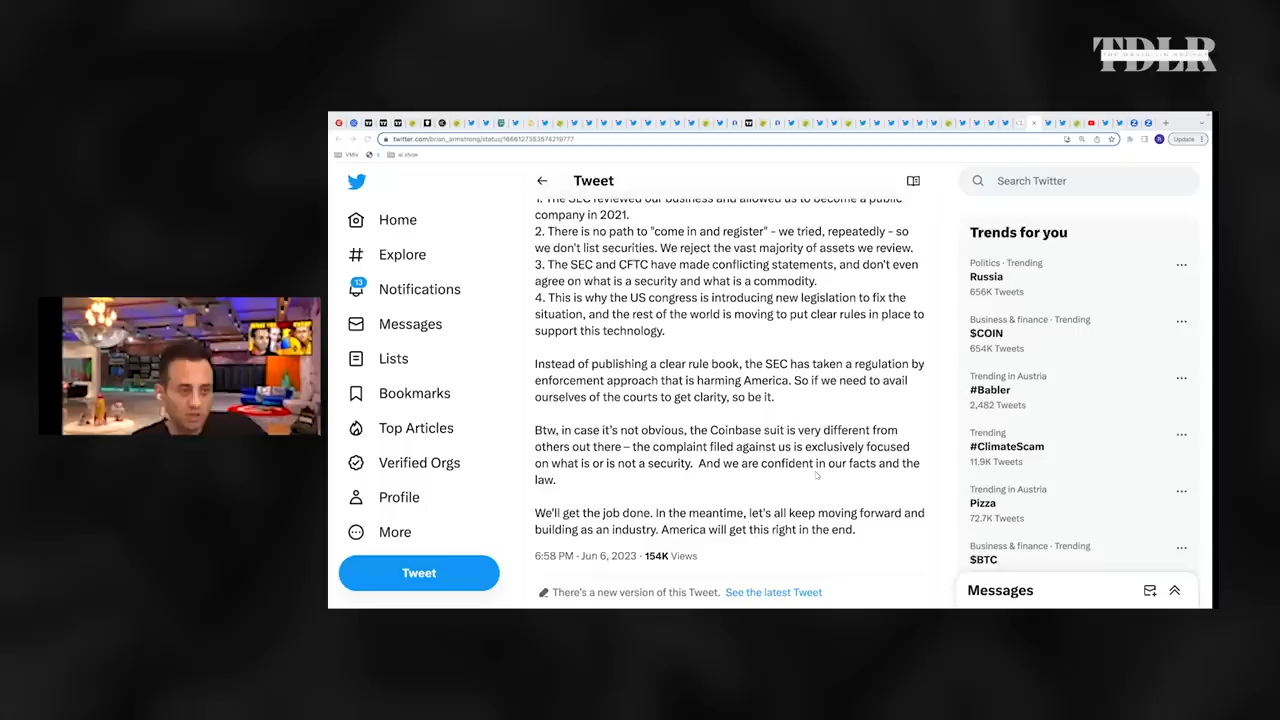 TDLR
twitter.com/brian_armstrong/status/1666127353674219777
Update
VMix
ai show
Tweet
Search Twitter
Home
Explore
13
Notifications
Messages
Lists
Bookmarks
Top Articles
Verified Orgs
Profile
More
Tweet
1. The SEC reviewed our business and allowed us to become a public
company in 2021.
2. There is no path to "come in and register" - we tried, repeatedly - so
we don't list securities. We reject the vast majority of assets we review.
3. The SEC and CFTC have made conflicting statements, and don't even
agree on what is a security and what is a commodity.
4. This is why the US congress is introducing new legislation to fix the
situation, and the rest of the world is moving to put clear rules in place to
support this technology.
Instead of publishing a clear rule book, the SEC has taken a regulation by
enforcement approach that is harming America. So if we need to avail
ourselves of the courts to get clarity, so be it.
Btw, in case it's not obvious, the Coinbase suit is very different from
others out there – the complaint filed against us is exclusively focused
on what is or is not a security.  And we are confident in our facts and the
law.
We'll get the job done. In the meantime, let's all keep moving forward and
building as an industry. America will get this right in the end.
6:58 PM · Jun 6, 2023 · 154K Views
There's a new version of this Tweet. See the latest Tweet
Trends for you
Politics · Trending
Russia
656K Tweets
Business & finance · Trending
$COIN
654K Tweets
Trending in Austria
#Babler
2,482 Tweets
Trending
#ClimateScam
11.9K Tweets
Trending in Austria
Pizza
72.7K Tweets
Business & finance · Trending
$BTC
Messages